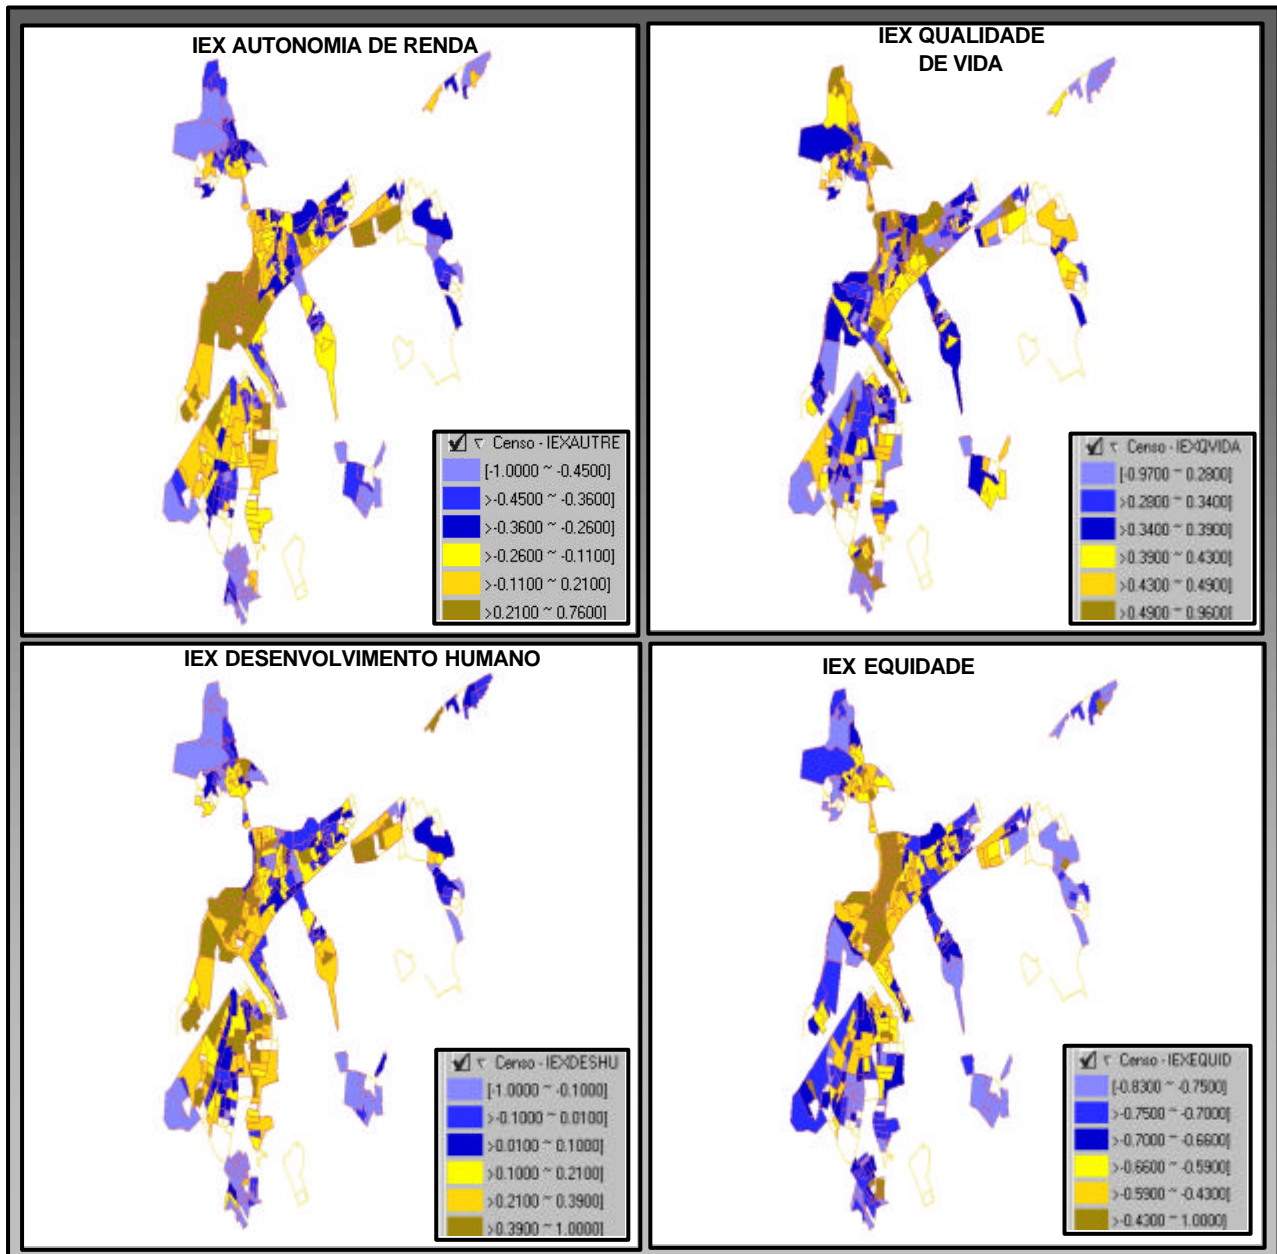 IEX AUTONOMIA DE RENDA
Censo - IEXAUTRE
[-1.0000 ~ -0.4500]
>-0.4500 ~ -0.3600]
>-0.3600 ~ -0.2600]
>-0.2600 ~ -0.1100]
>-0.1100 ~ 0.2100]
>0.2100 ~ 0.7600]
IEX QUALIDADE
DE VIDA
Censo - IEXQVIDA
[-0.9700 ~ 0.2800]
>0.2800 ~ 0.3400]
>0.3400 ~ 0.3900]
>0.3900 ~ 0.4300]
>0.4300 ~ 0.4900]
>0.4900 ~ 0.9600]
IEX DESENVOLVIMENTO HUMANO
Censo - IEXDESHU
[-1.0000 ~ -0.1000]
>-0.1000 ~ 0.0100]
>0.0100 ~ 0.1000]
>0.1000 ~ 0.2100]
>0.2100 ~ 0.3900]
>0.3900 ~ 1.0000]
IEX EQUIDADE
Censo - IEXEQUID
[-0.8300 ~ -0.7500]
>-0.7500 ~ -0.7000]
>-0.7000 ~ -0.6600]
>-0.6600 ~ -0.5900]
>-0.5900 ~ -0.4300]
>-0.4300 ~ 1.0000]